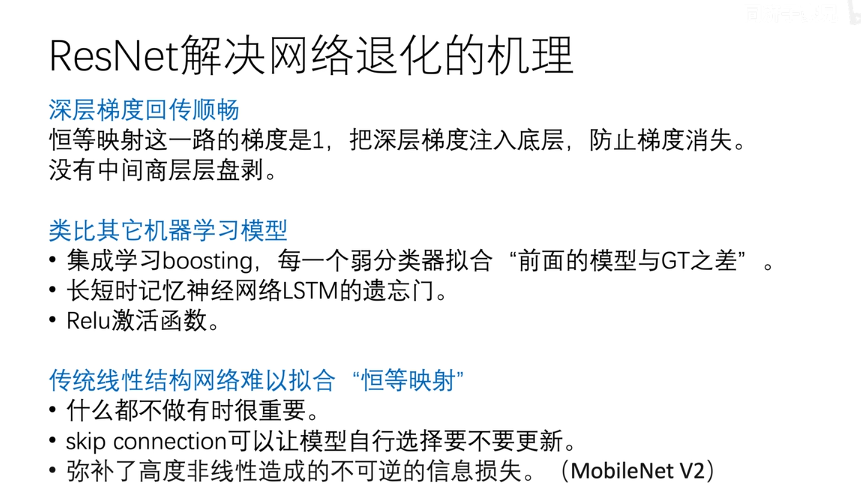 ResNet解决网络退化的机理
深层梯度回传顺畅
恒等映射这一路的梯度是1，把深层梯度注入底层，防止梯度消失。
没有中间商层层盘剥。
类比其它机器学习模型
• 集成学习boosting，每一个弱分类器拟合“前面的模型与GT之差”。
• 长短时记忆神经网络LSTM的遗忘门。
• Relu激活函数。
传统线性结构网络难以拟合“恒等映射”
• 什么都不做有时很重要。
• skip connection可以让模型自行选择要不要更新。
• 弥补了高度非线性造成的不可逆的信息损失。（MobileNet V2）